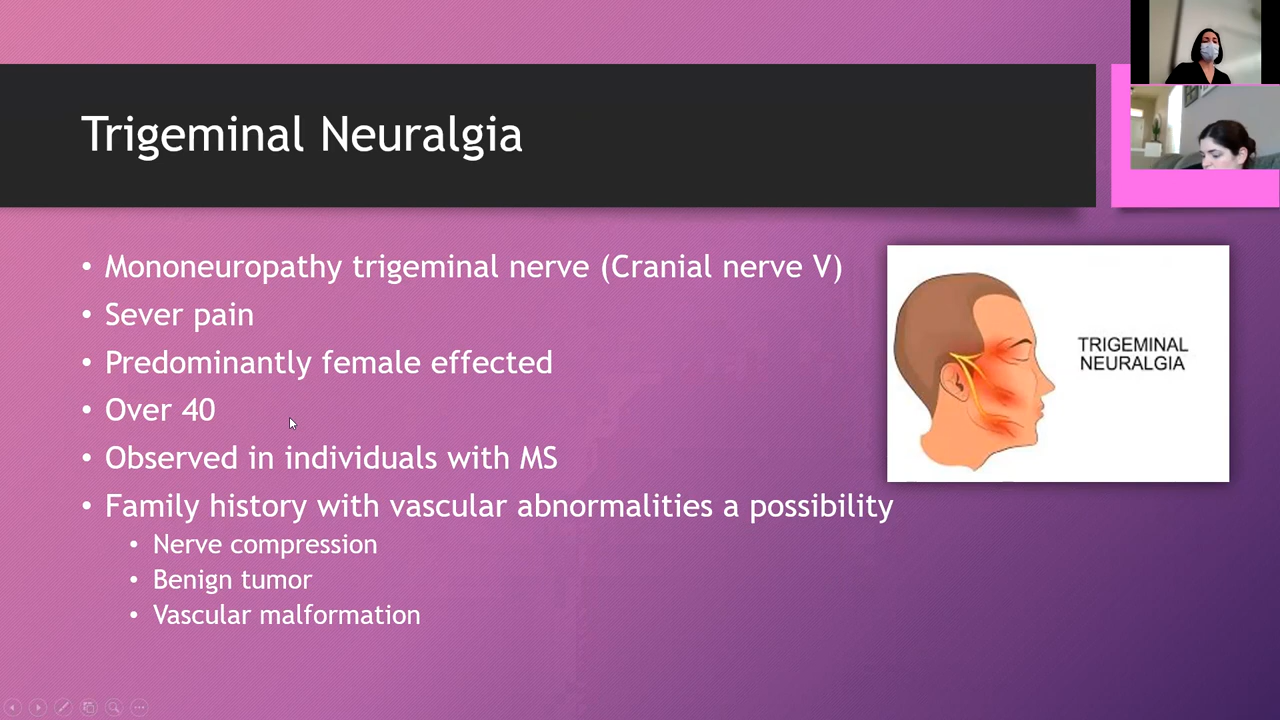 Trigeminal Neuralgia
• Mononeuropathy trigeminal nerve (Cranial nerve V)
• Sever pain
• Predominantly female effected
• Over 40
• Observed in individuals with MS
• Family history with vascular abnormalities a possibility
• Nerve compression
• Benign tumor
• Vascular malformation
TRIGEMINAL
NEURALGIA